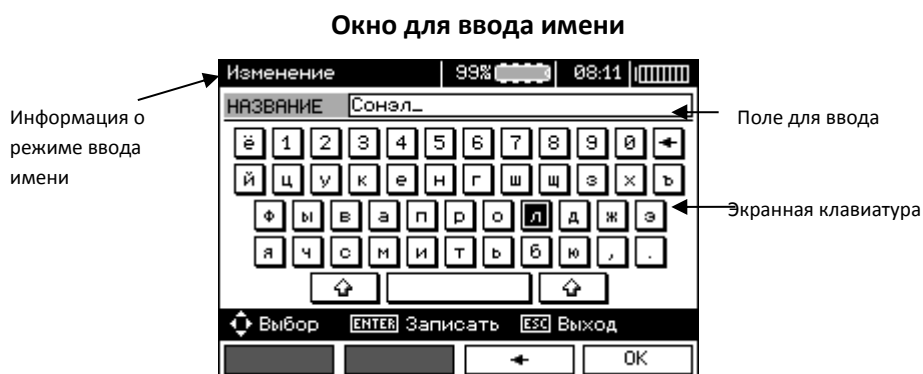 Окно для ввода имени
Изменение 99% 08:11
НАЗВАНИЕ Сонэл_
Информация о
режиме ввода
имени
Поле для ввода
ё 1 2 3 4 5 6 7 8 9 0
й ц у к е н г ш щ з х ъ
ф ы в а п р о л д ж э
Экранная клавиатура
я ч с м и т ь б ю , .
Выбор ENTER Записать ESC Выход
OK